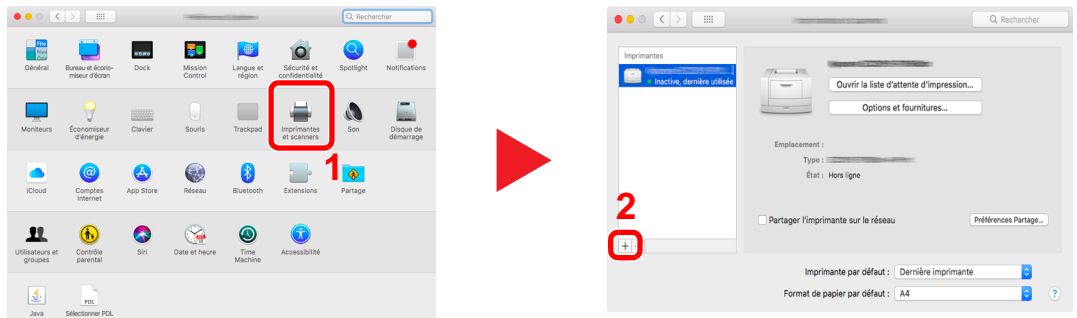 Rechercher
Général
Bureau et écono-
miseur d'écran
Dock
Mission
Control
Langue et
région
Sécurité et
confidentialité
Spotlight
Notifications
Moniteurs
Économiseur
d'énergie
Clavier
Souris
Trackpad
Imprimantes
et scanners
Son
Disque de
démarrage
1
iCloud
Comptes
Internet
App Store
Réseau
Bluetooth
Extensions
Partage
Utilisateurs et
groupes
Contrôle
parental
Siri
Date et heure
Time
Machine
Accessibilité
Java
PDL
Sélectionner PDL
Rechercher
Imprimantes
Inactive, dernière utilisée
Ouvrir la liste d'attente d'impression...
Options et fournitures...
Emplacement :
Type :
État : Hors ligne
2
Partager l'imprimante sur le réseau
Préférences Partage...
+
Imprimante par défaut : Dernière imprimante
Format de papier par défaut : A4
?